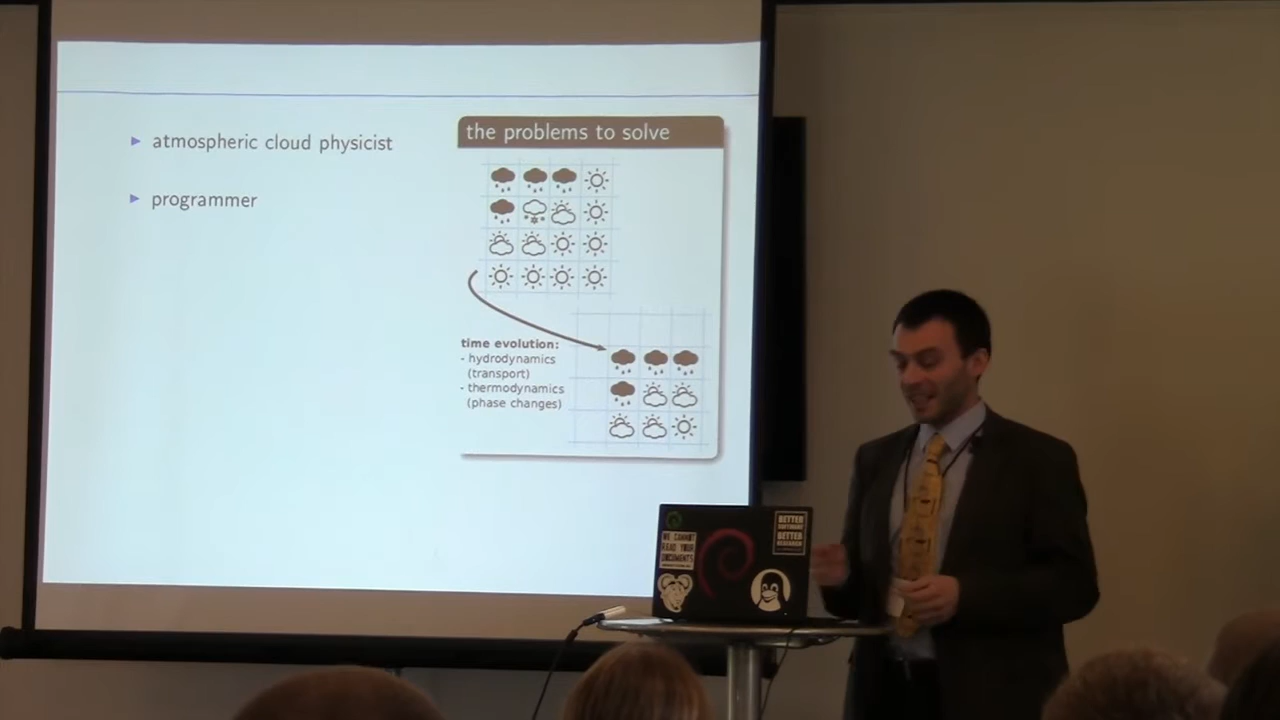 atmospheric cloud physicist
programmer
the problems to solve
time evolution:
- hydrodynamics
(transport)
- thermodynamics
(phase changes)
WE CANNOT
READ YOUR
DOCUMENTS
BETTER
SOFTWARE
BETTER
RESEARCH